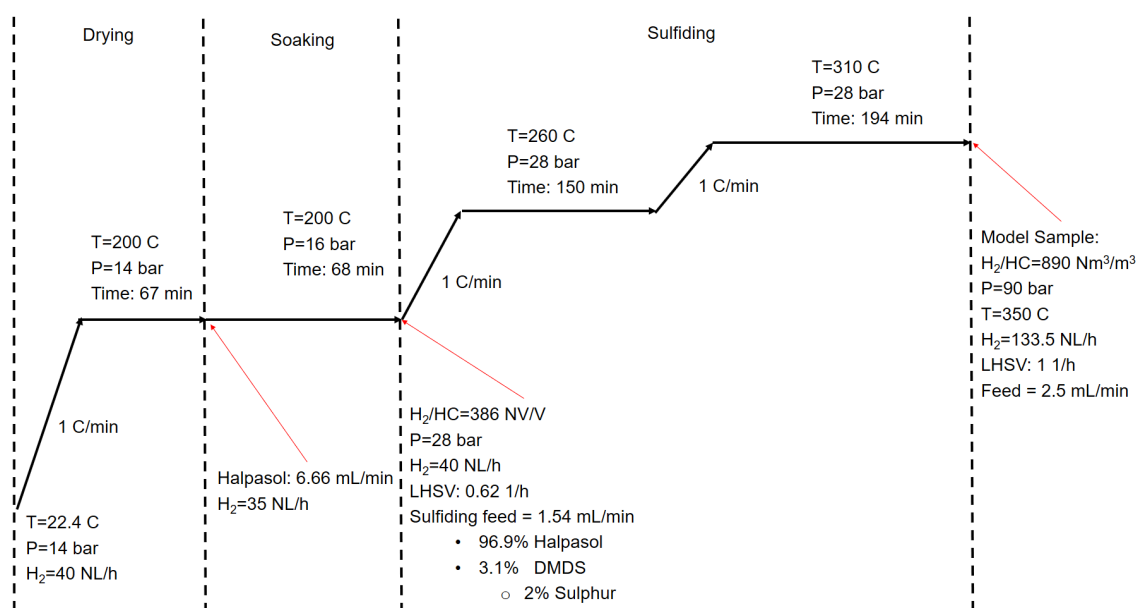 Drying
Soaking
Sulfiding
T=310 C
P=28 bar
Time: 194 min
T=260 C
P=28 bar
Time: 150 min
1 C/min
T=200 C
P=16 bar
Time: 68 min
T=200 C
P=14 bar
Time: 67 min
1 C/min
1 C/min
Model Sample:
H₂/HC=890 Nm³/m³
P=90 bar
T=350 C
H₂=133.5 NL/h
LHSV: 1 1/h
Feed = 2.5 mL/min
Halpasol: 6.66 mL/min
H₂=35 NL/h
H₂/HC=386 NV/V
P=28 bar
H₂=40 NL/h
LHSV: 0.62 1/h
Sulfiding feed = 1.54 mL/min
• 96.9% Halpasol
• 3.1% DMDS
○ 2% Sulphur
T=22.4 C
P=14 bar
H₂=40 NL/h